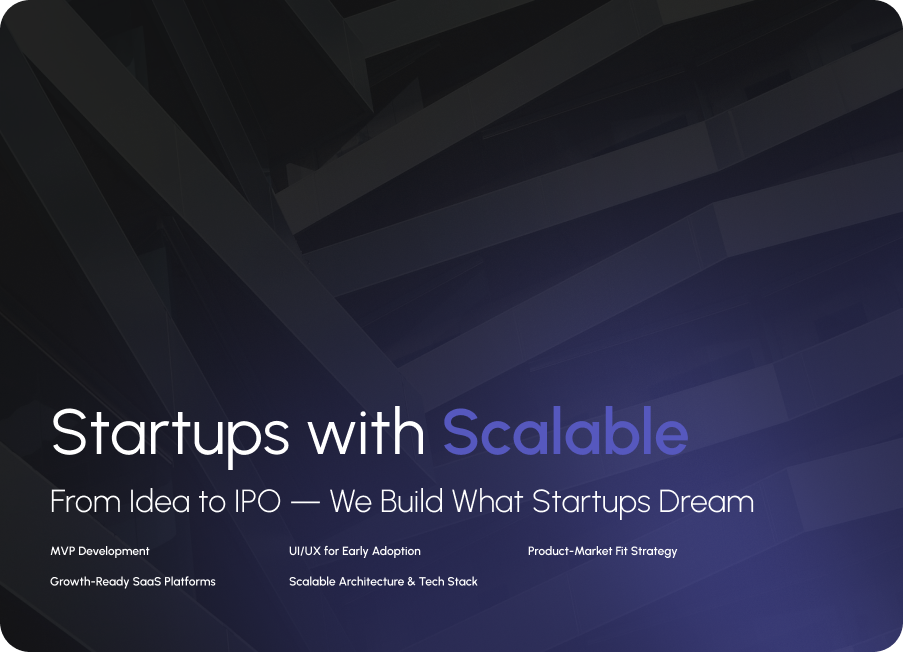 Startups with Scalable
From Idea to IPO — We Build What Startups Dream
MVP Development
UI/UX for Early Adoption
Product-Market Fit Strategy
Growth-Ready SaaS Platforms
Scalable Architecture & Tech Stack